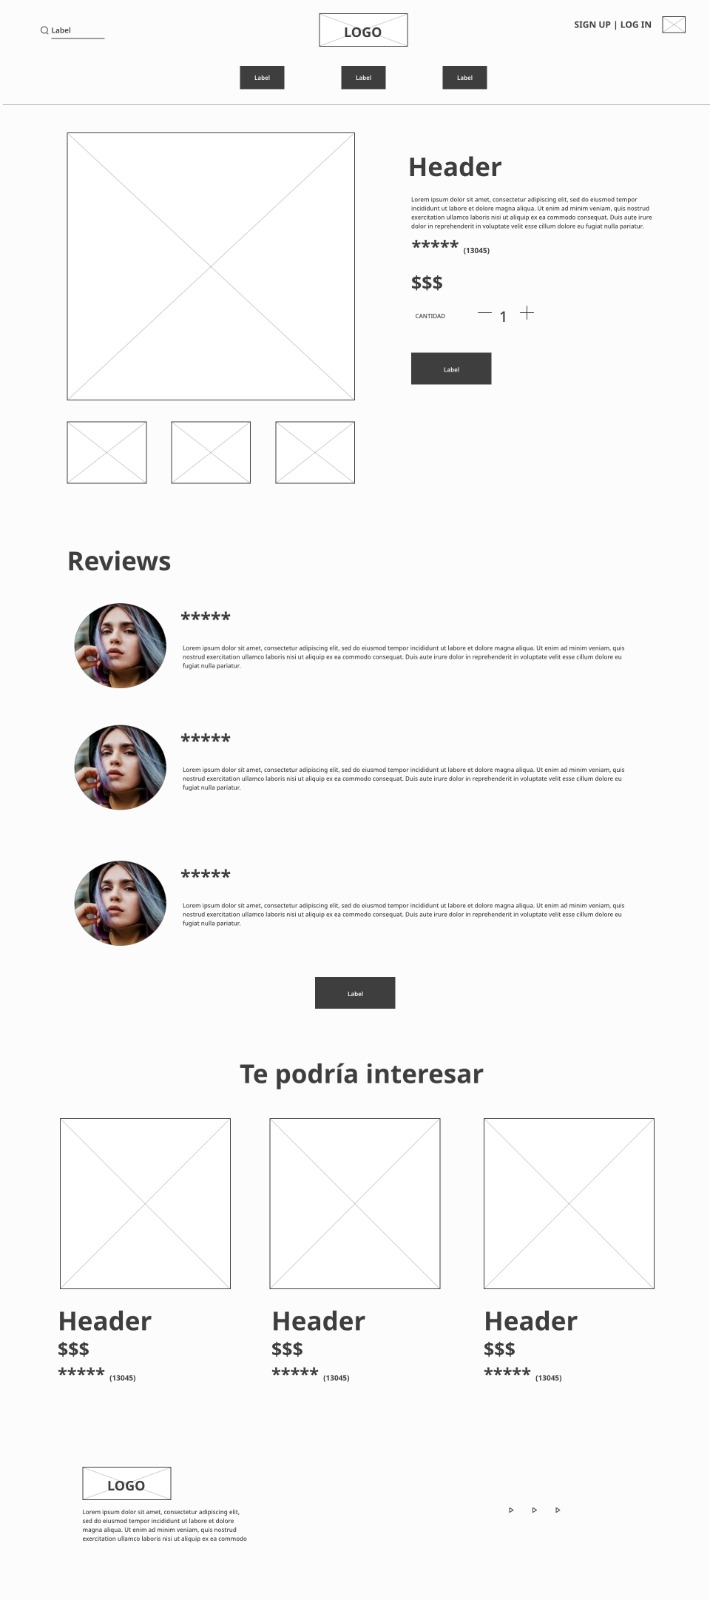 Label
LOGO
SIGN UP | LOG IN
Label
Label
Label
Header
Lorem ipsum dolor sit amet, consectetur adipiscing elit, sed do eiusmod tempor
incididunt ut labore et dolore magna aliqua. Ut enim ad minim veniam, quis nostrud
exercitation ullamco laboris nisi ut aliquip ex ea commodo consequat. Duis aute irure
dolor in reprehenderit in voluptate velit esse cillum dolore eu fugiat nulla pariatur.
***** (13045)
$$$
CANTIDAD — 1 +
Label
Reviews
*****
Lorem ipsum dolor sit amet, consectetur adipiscing elit, sed do eiusmod tempor incididunt ut labore et dolore magna aliqua. Ut enim ad minim veniam, quis
nostrud exercitation ullamco laboris nisi ut aliquip ex ea commodo consequat. Duis aute irure dolor in reprehenderit in voluptate velit esse cillum dolore eu
fugiat nulla pariatur.
*****
Lorem ipsum dolor sit amet, consectetur adipiscing elit, sed do eiusmod tempor incididunt ut labore et dolore magna aliqua. Ut enim ad minim veniam, quis
nostrud exercitation ullamco laboris nisi ut aliquip ex ea commodo consequat. Duis aute irure dolor in reprehenderit in voluptate velit esse cillum dolore eu
fugiat nulla pariatur.
*****
Lorem ipsum dolor sit amet, consectetur adipiscing elit, sed do eiusmod tempor incididunt ut labore et dolore magna aliqua. Ut enim ad minim veniam, quis
nostrud exercitation ullamco laboris nisi ut aliquip ex ea commodo consequat. Duis aute irure dolor in reprehenderit in voluptate velit esse cillum dolore eu
fugiat nulla pariatur.
Label
Te podría interesar
Header
$$$
***** (13045)
Header
$$$
***** (13045)
Header
$$$
***** (13045)
LOGO
Lorem ipsum dolor sit amet, consectetur adipiscing elit,
sed do eiusmod tempor incididunt ut labore et dolore
magna aliqua. Ut enim ad minim veniam, quis nostrud
exercitation ullamco laboris nisi ut aliquip ex ea commodo